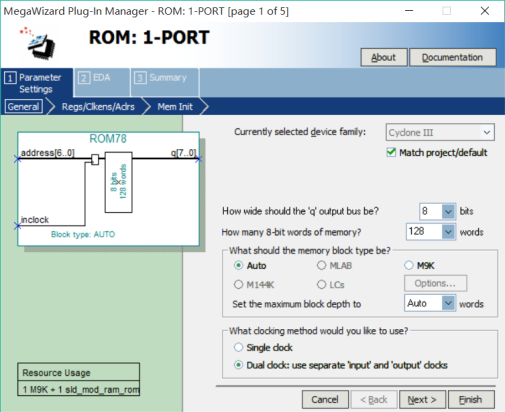 MegaWizard Plug-In Manager - ROM: 1-PORT [page 1 of 5]
ROM: 1-PORT
About
Documentation
1 Parameter Settings
2 EDA
3 Summary
General
Regs/Clkens/Adrs
Mem Init
ROM78
address[6..0]
q[7..0]
8 bits
128 words
inclock
Block type: AUTO
Resource Usage
1 M9K + 1 sld_mod_ram_rom
Currently selected device family:
Cyclone III
Match project/default
How wide should the 'q' output bus be?
8
bits
How many 8-bit words of memory?
128
words
What should the memory block type be?
Auto
MLAB
M9K
M144K
LCs
Options...
Set the maximum block depth to
Auto
words
What clocking method would you like to use?
Single clock
Dual clock: use separate 'input' and 'output' clocks
Cancel
< Back
Next >
Finish